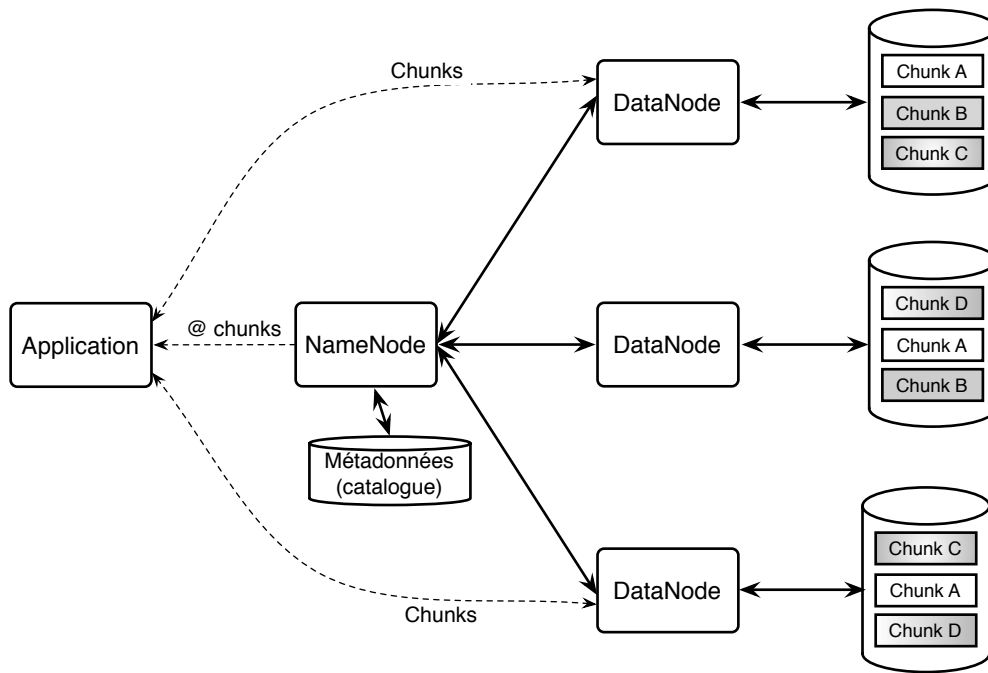 Chunks
DataNode
Chunk A
Chunk B
Chunk C
Application
@ chunks
NameNode
DataNode
Chunk D
Chunk A
Chunk B
Métadonnées
(catalogue)
Chunks
DataNode
Chunk C
Chunk A
Chunk D